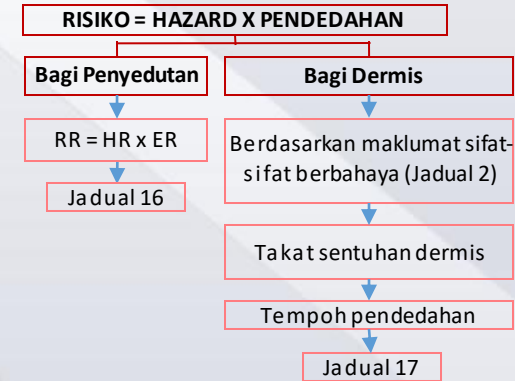 RISIKO = HAZARD X PENDEDAHAN
Bagi Penyedutan
RR = HR x ER
Jadual 16
Bagi Dermis
Berdasarkan maklumat sifat-
sifat berbahaya (Jadual 2)
Takat sentuhan dermis
Tempoh pendedahan
Jadual 17